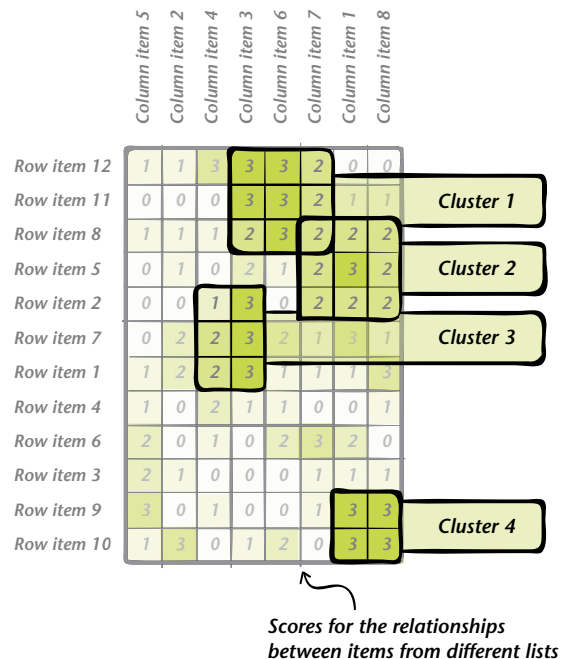 Column item 5
Column item 2
Column item 4
Column item 3
Column item 6
Column item 7
Column item 1
Column item 8
Row item 12 1 1 3 3 3 2 0 0
Row item 11 0 0 0 3 3 2 1 1
Cluster 1
Row item 8 1 1 1 2 3 2 2 2
Row item 5 0 1 0 2 1 2 3 2
Cluster 2
Row item 2 0 0 1 3 0 2 2 2
Row item 7 0 2 2 3 2 1 3 1
Cluster 3
Row item 1 1 2 2 3 1 1 1 3
Row item 4 1 0 2 1 1 0 0 1
Row item 6 2 0 1 0 2 3 2 0
Row item 3 2 1 0 0 0 1 1 1
Row item 9 3 0 1 0 0 1 3 3
Cluster 4
Row item 10 1 3 0 1 2 0 3 3
Scores for the relationships
between items from different lists